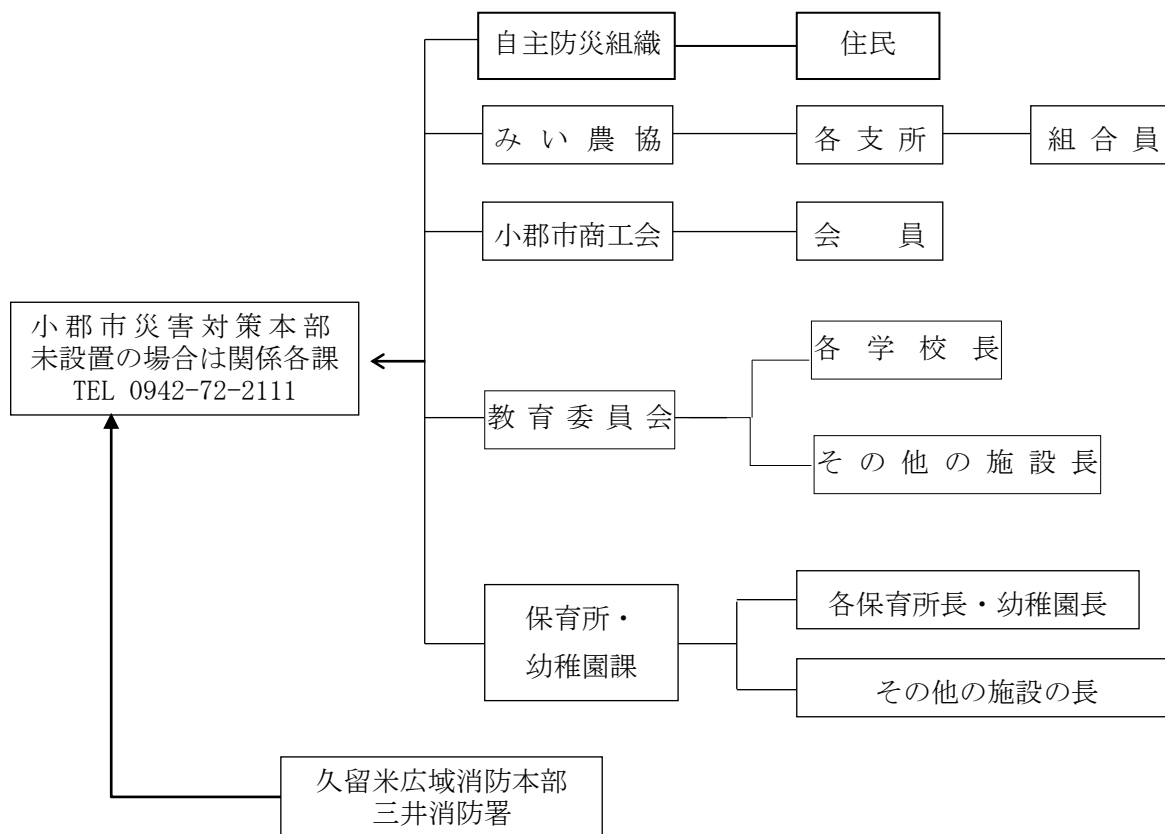 自主防災組織
住民
みい農協
各支所
組合員
小郡市商工会
会員
小郡市災害対策本部
未設置の場合は関係各課
TEL 0942-72-2111
各学校長
教育委員会
その他の施設長
保育所・
幼稚園課
各保育所長・幼稚園長
その他の施設の長
久留米広域消防本部
三井消防署